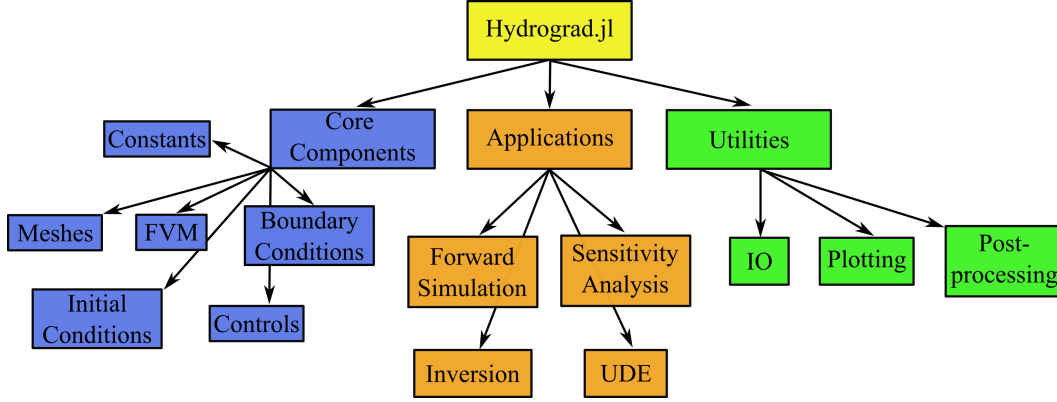 Hydrograd.jl
Core
Components
Applications
Utilities
Constants
Meshes
FVM
Boundary
Conditions
Initial
Conditions
Controls
Forward
Simulation
Sensitivity
Analysis
Inversion
UDE
IO
Plotting
Post-
processing